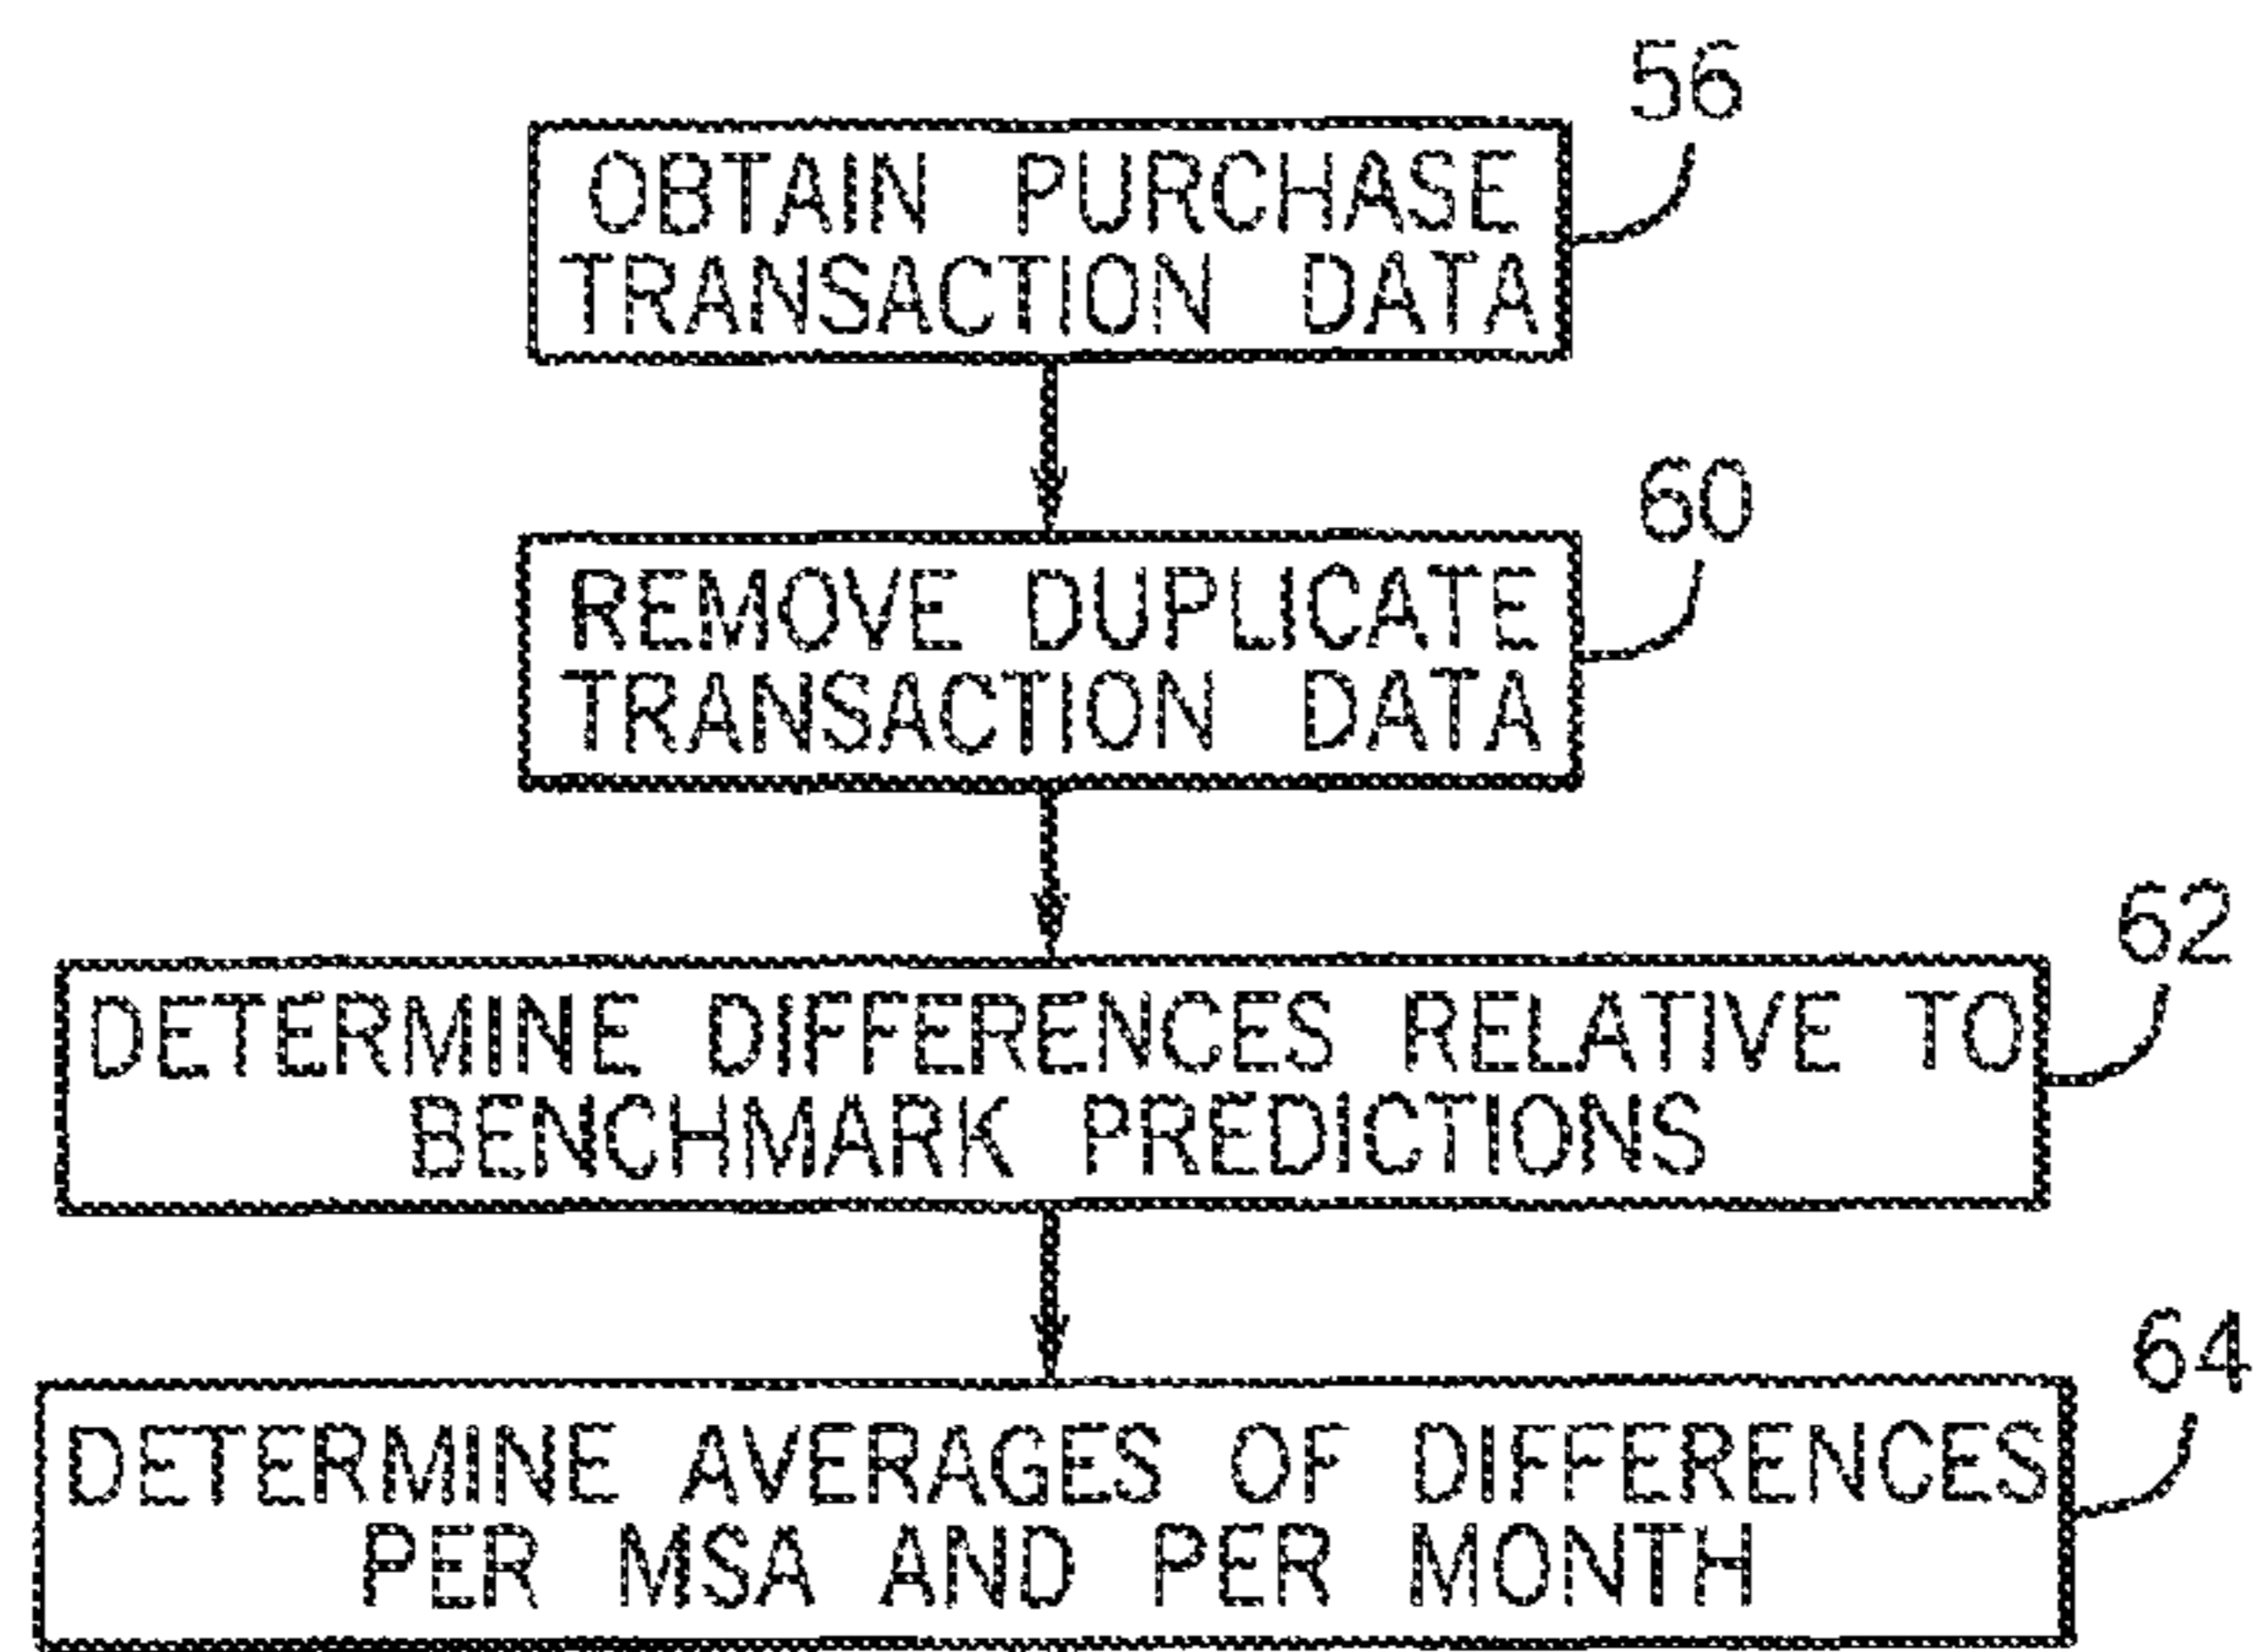 56
OBTAIN PURCHASE
TRANSACTION DATA
60
REMOVE DUPLICATE
TRANSACTION DATA
62
DETERMINE DIFFERENCES RELATIVE TO
BENCHMARK PREDICTIONS
64
DETERMINE AVERAGES OF DIFFERENCES
PER MSA AND PER MONTH